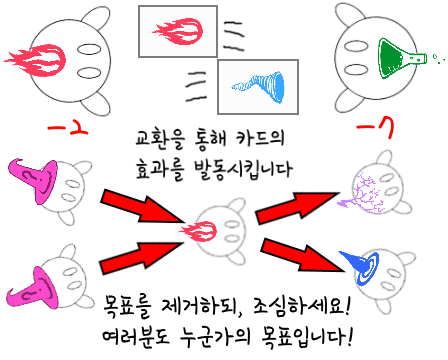 -2
-7
교환을 통해 카드의
효과를 발동시킵니다
목표를 제거하되, 조심하세요!
여러분도 누군가의 목표입니다!